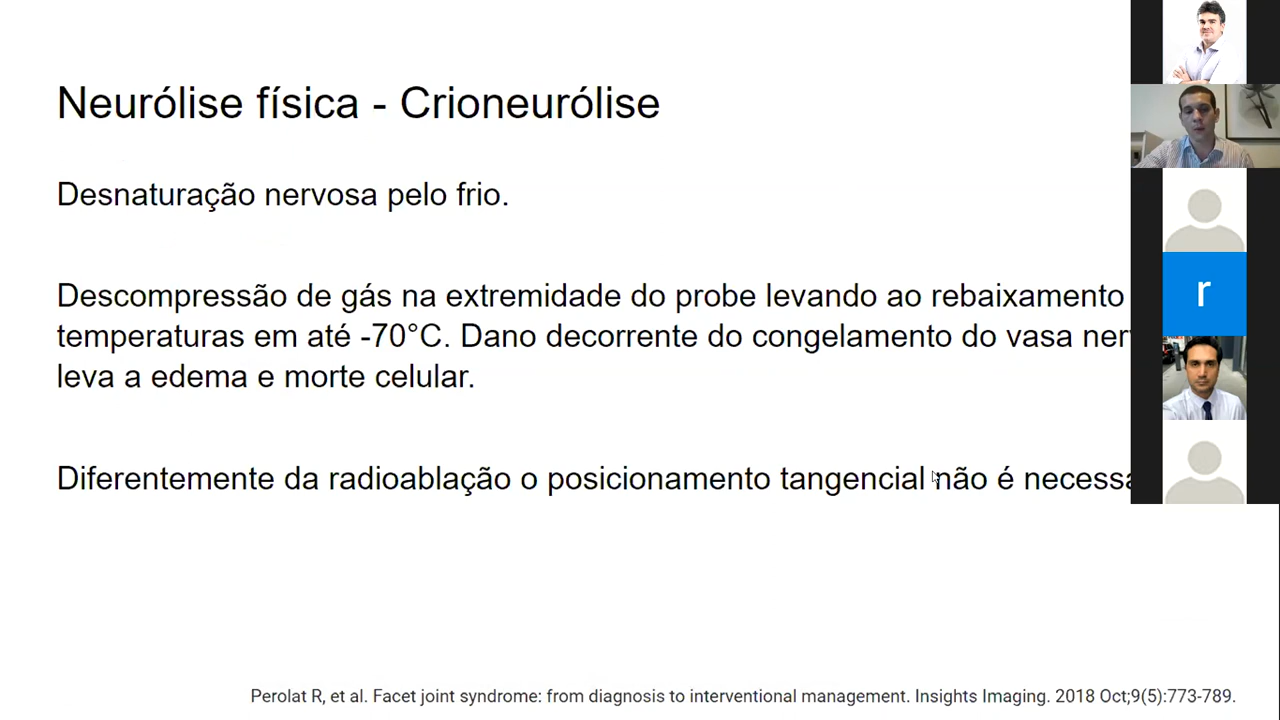 Neurólise física - Crioneurólise
Desnaturação nervosa pelo frio.
Descompressão de gás na extremidade do probe levando ao rebaixamento
temperaturas em até -70°C. Dano decorrente do congelamento do vasa
leva a edema e morte celular.
Diferentemente da radioablação o posicionamento tangencial não é
r
Perolat R, et al. Facet joint syndrome: from diagnosis to interventional management. Insights Imaging. 2018 Oct;9(5):773-789.